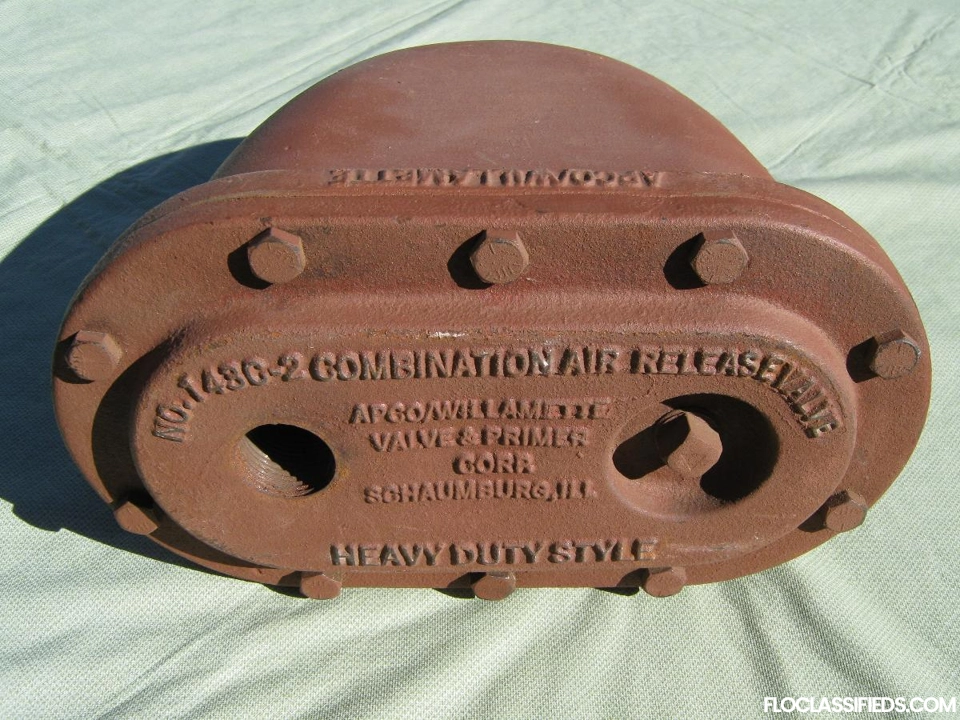 APCO/WILLAMETTE
NO. 143C-2 COMBINATION AIR RELEASE VALVE
APCO/WILLAMETTE
VALVE & PRIMER
CORP.
SCHAUMBURG, ILL.
HEAVY DUTY STYLE
FLOCLASSIFIEDS.COM